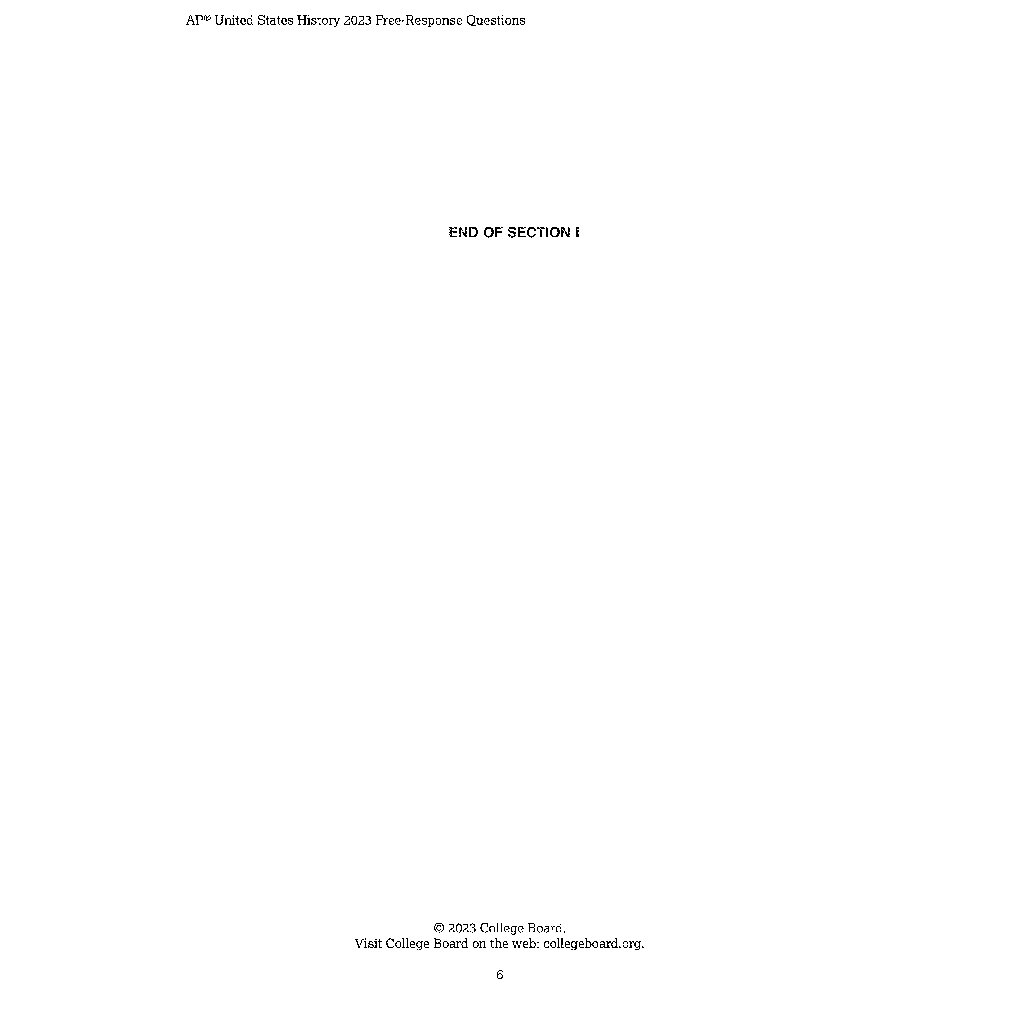 AP® United States History 2023 Free-Response Questions
END OF SECTION I
© 2023 College Board.
Visit College Board on the web: collegeboard.org.
6